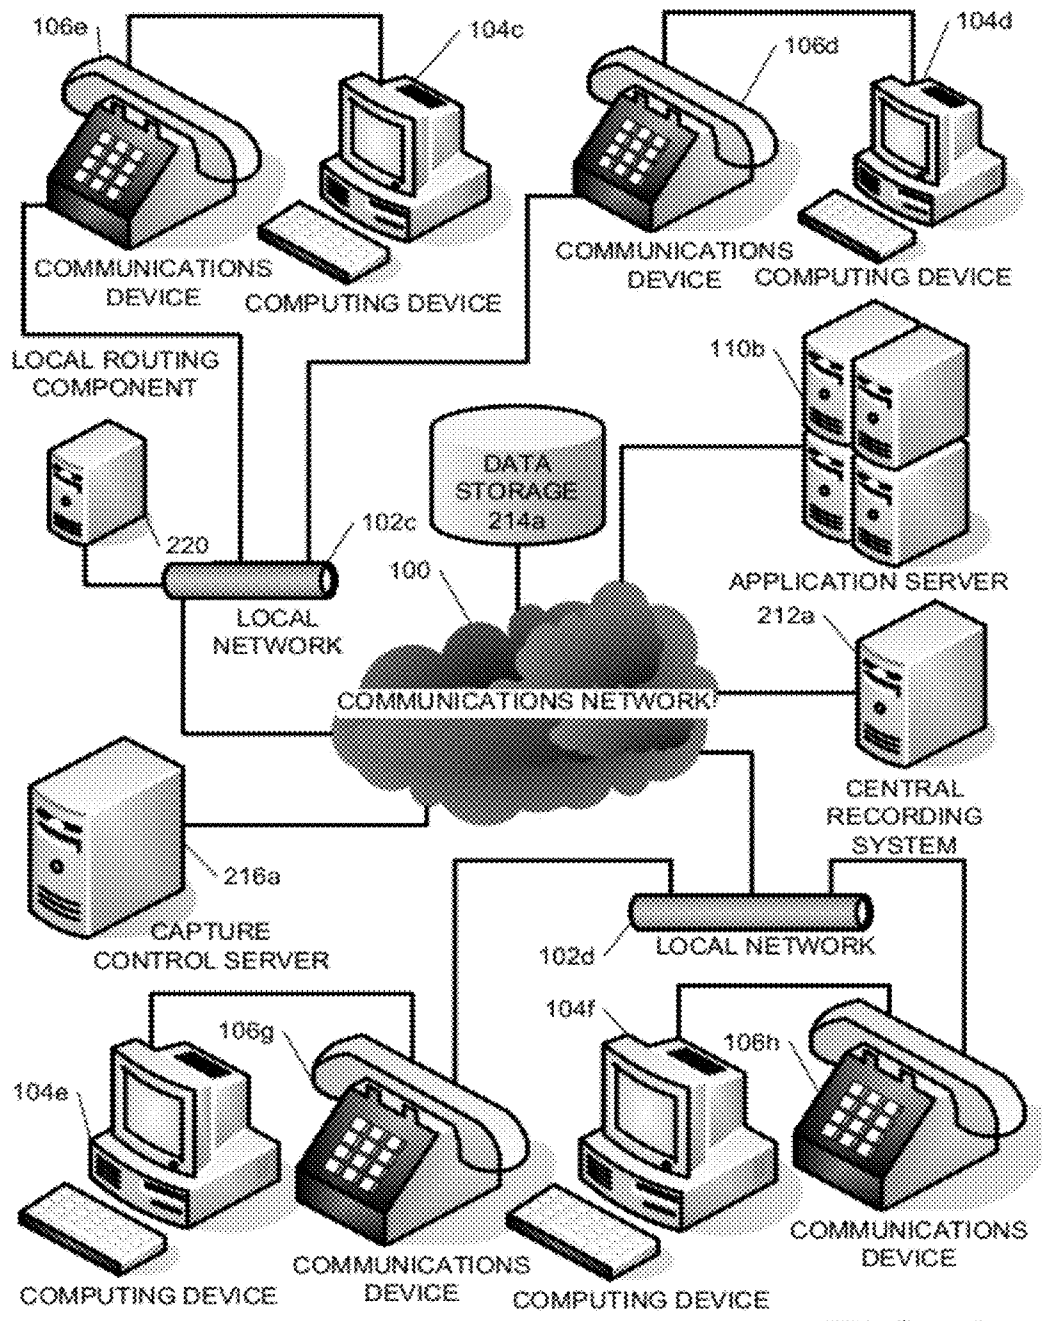 106e
104c
106d
104d
COMMUNICATIONS
DEVICE
COMPUTING DEVICE
COMMUNICATIONS
DEVICE
COMPUTING DEVICE
LOCAL ROUTING
COMPONENT
110b
DATA
STORAGE
214a
220
102c
100
LOCAL
NETWORK
APPLICATION SERVER
212a
COMMUNICATIONS NETWORK
CENTRAL
RECORDING
SYSTEM
216a
CAPTURE
CONTROL SERVER
102d
LOCAL NETWORK
104e
106g
104f
106h
COMPUTING DEVICE
COMMUNICATIONS
DEVICE
COMPUTING DEVICE
COMMUNICATIONS
DEVICE